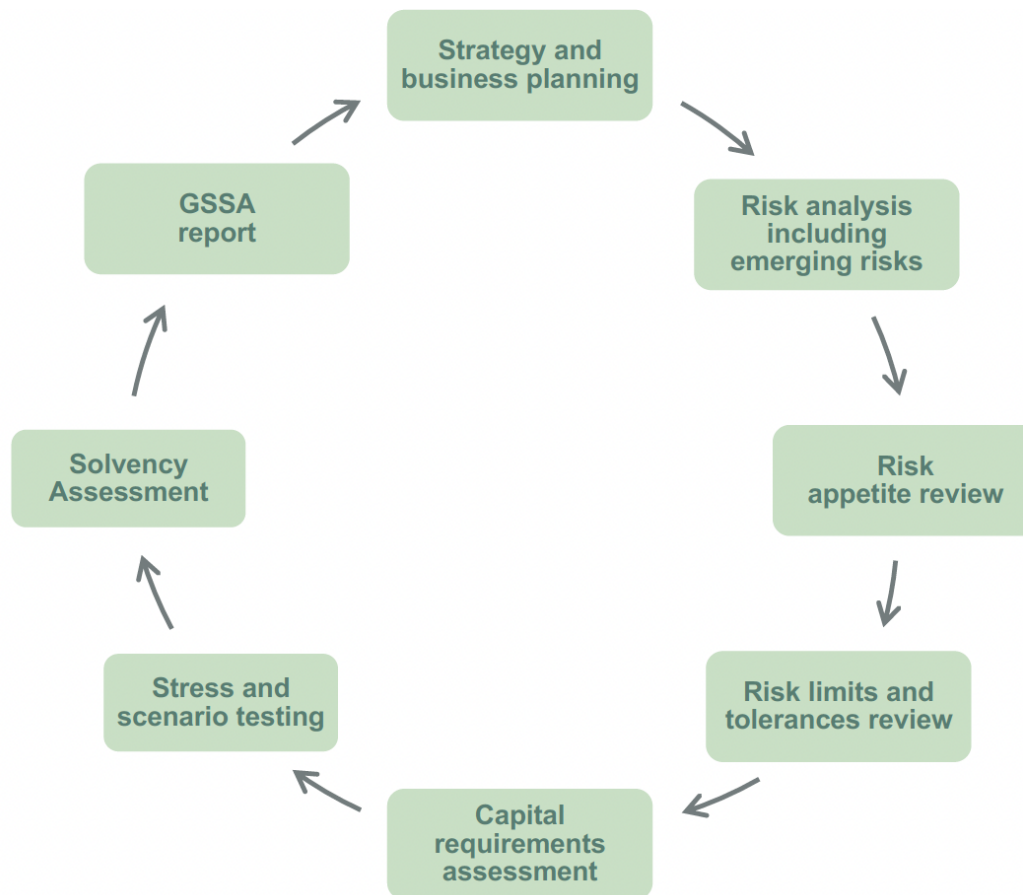 Strategy and
business planning
Risk analysis
including
emerging risks
Risk
appetite review
Risk limits and
tolerances review
Capital
requirements
assessment
Stress and
scenario testing
Solvency
Assessment
GSSA
report